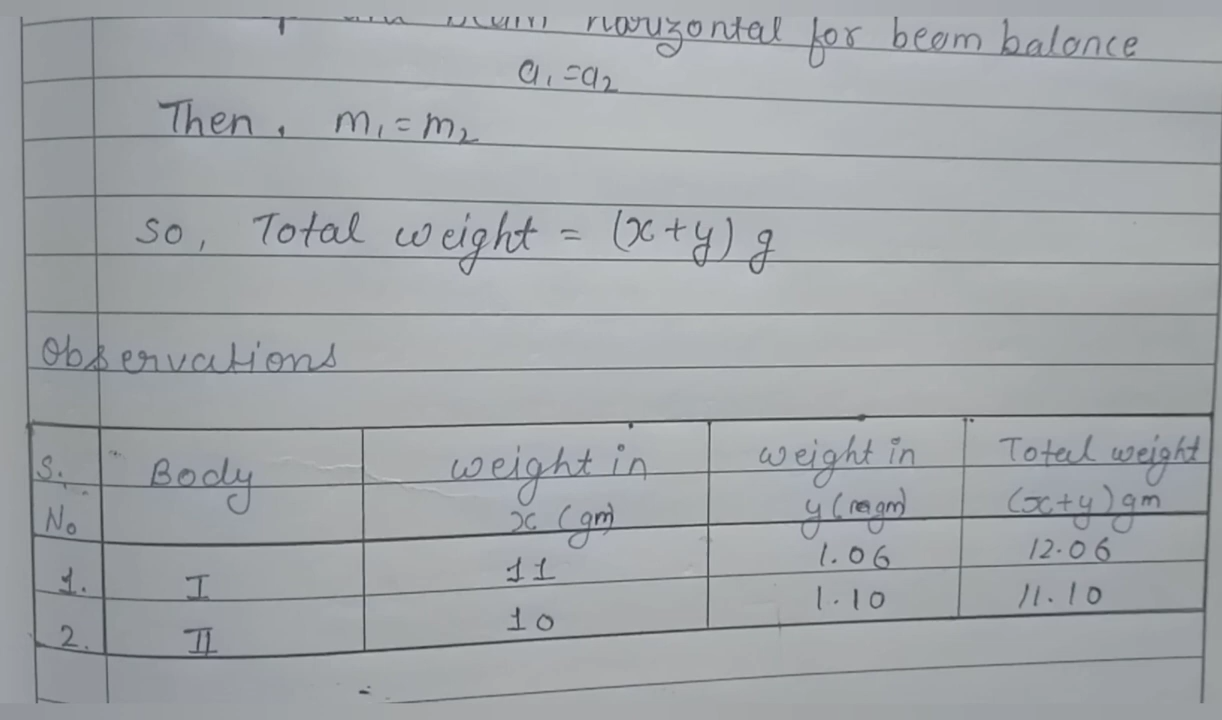 horizontal for beam balance
a₁=a₂
Then, m₁=m₂
So, Total weight = (x+y) g
Observations
S. No Body weight in x (gm) weight in y (mgm) Total weight (x+y) gm
1. I 11 1.06 12.06
2. II 10 1.10 11.10